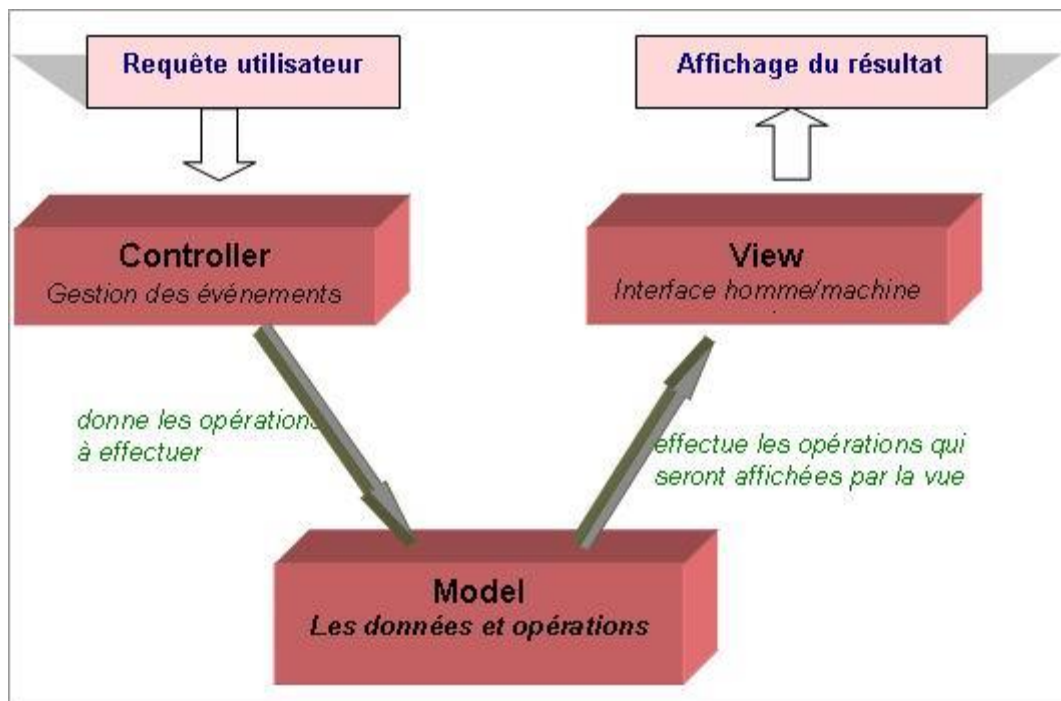 Requête utilisateur
Affichage du résultat
Controller
Gestion des événements
View
Interface homme/machine
donne les opérations
à effectuer
effectue les opérations qui
seront affichées par la vue
Model
Les données et opérations